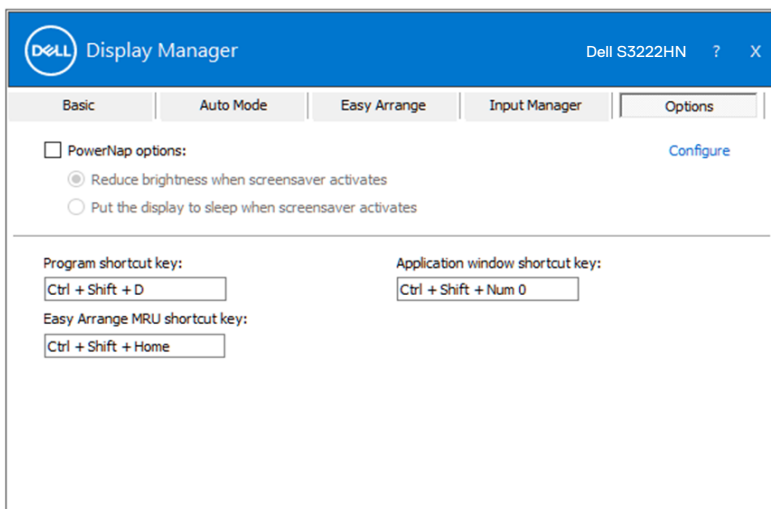 DELL Display Manager Dell S3222HN ? X
Basic Auto Mode Easy Arrange Input Manager Options
PowerNap options: Configure
Reduce brightness when screensaver activates
Put the display to sleep when screensaver activates
Program shortcut key: Application window shortcut key:
Ctrl + Shift + D Ctrl + Shift + Num 0
Easy Arrange MRU shortcut key:
Ctrl + Shift + Home